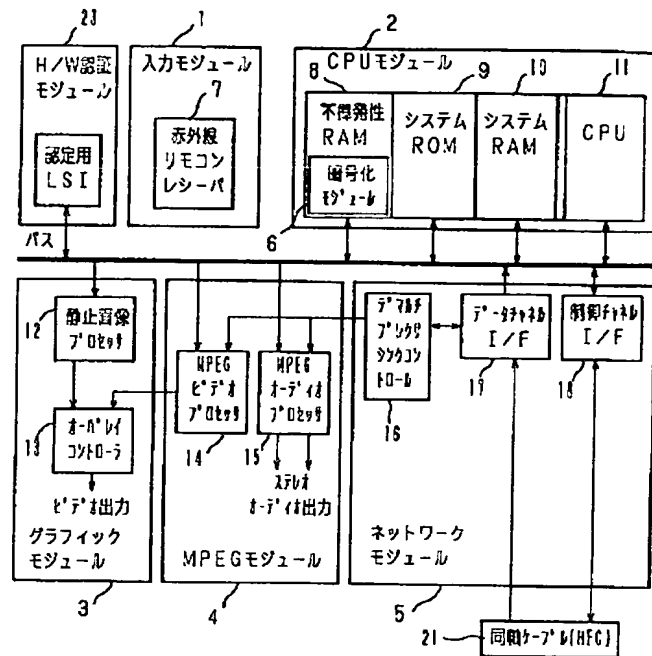 23
1
2
H/W認証
モジュール
認定用
LSI
バス
入力モジュール
7
赤外線
リモコン
レシーバ
CPUモジュール
8
9
10
11
不揮発性
RAM
暗号化
モジュール
6
システム
ROM
システム
RAM
CPU
12
静止画像
プロセッサ
13
オーバレイ
コントローラ
ビデオ出力
グラフィック
モジュール
3
MPEG
ビデオ
プロセッサ
14
MPEG
オーディオ
プロセッサ
15
ステレオ
オーディオ出力
MPEGモジュール
4
デマルチ
プレクサ
シンクコン
トロール
16
データチャネル
I/F
19
制御チャネル
I/F
18
ネットワーク
モジュール
5
21
同軸ケーブル(HFC)